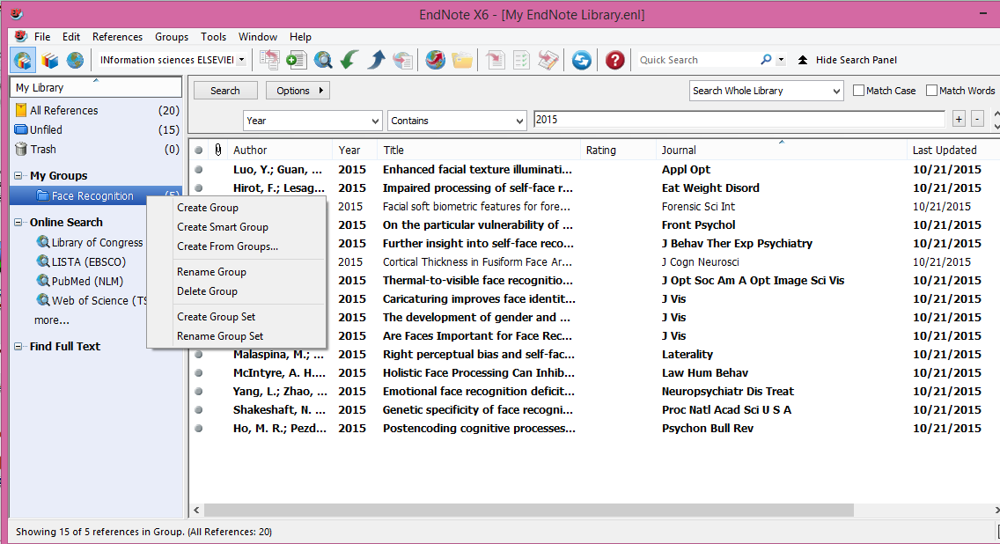 EndNote X6 - [My EndNote Library.enl]
File Edit References Groups Tools Window Help
INformation sciences ELSEVIEI
Quick Search
Hide Search Panel
My Library
All References (20)
Unfiled (15)
Trash (0)
My Groups
Face Recognition (5)
Online Search
Library of Congress
LISTA (EBSCO)
PubMed (NLM)
Web of Science (TS
more...
Find Full Text
Create Group
Create Smart Group
Create From Groups...
Rename Group
Delete Group
Create Group Set
Rename Group Set
Search Options Search Whole Library Match Case Match Words
Year Contains 2015 + -
Author Year Title Rating Journal Last Updated
Luo, Y.; Guan, ... 2015 Enhanced facial texture illuminati... Appl Opt 10/21/2015
Hirot, F.; Lesag... 2015 Impaired processing of self-face r... Eat Weight Disord 10/21/2015
2015 Facial soft biometric features for fore... Forensic Sci Int 10/21/2015
2015 On the particular vulnerability of ... Front Psychol 10/21/2015
2015 Further insight into self-face reco... J Behav Ther Exp Psychiatry 10/21/2015
2015 Cortical Thickness in Fusiform Face Ar... J Cogn Neurosci 10/21/2015
2015 Thermal-to-visible face recognitio... J Opt Soc Am A Opt Image Sci Vis 10/21/2015
2015 Caricaturing improves face identit... J Vis 10/21/2015
2015 The development of gender and ... J Vis 10/21/2015
2015 Are Faces Important for Face Rec... J Vis 10/21/2015
Malaspina, M.; ... 2015 Right perceptual bias and self-fac... Laterality 10/21/2015
McIntyre, A. H.... 2015 Holistic Face Processing Can Inhib... Law Hum Behav 10/21/2015
Yang, L.; Zhao, ... 2015 Emotional face recognition deficit... Neuropsychiatr Dis Treat 10/21/2015
Shakeshaft, N. ... 2015 Genetic specificity of face recogni... Proc Natl Acad Sci U S A 10/21/2015
Ho, M. R.; Pezd... 2015 Postencoding cognitive processes... Psychon Bull Rev 10/21/2015
Showing 15 of 5 references in Group. (All References: 20)